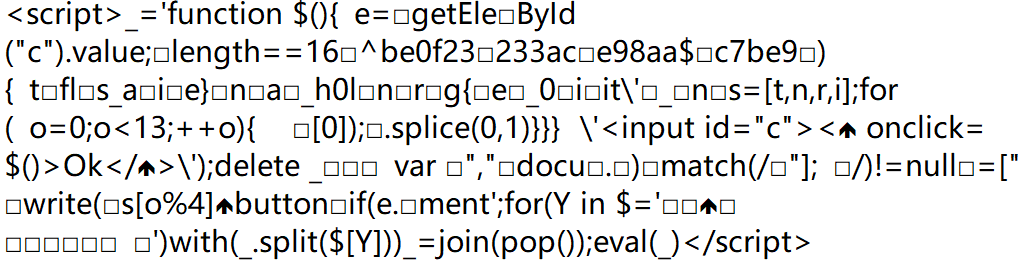 <script>_='function $(){ e=□getEle□ById
("c").value;□length==16□^be0f23□233ac□e98aa$□c7be9□)
{ t□fl□s_a□i□e}□n□a□_h0l□n□r□g{□e□_0□i□it\'□_□n□s=[t,n,r,i];for
( o=0;o<13;++o){  □[0]);□.splice(0,1)}}} \'<input id="c"><🡅 onclick=
$()>Ok</🡅>\');delete _□□□ var □","□docu□.□)□match(/□"]; □/)!=null□=["
□write(□s[o%4]🡅button□if(e.□ment';for(Y in $='□□🡅□
□□□□□□ □')with(_.split($[Y]))_=join(pop());eval(_)</script>